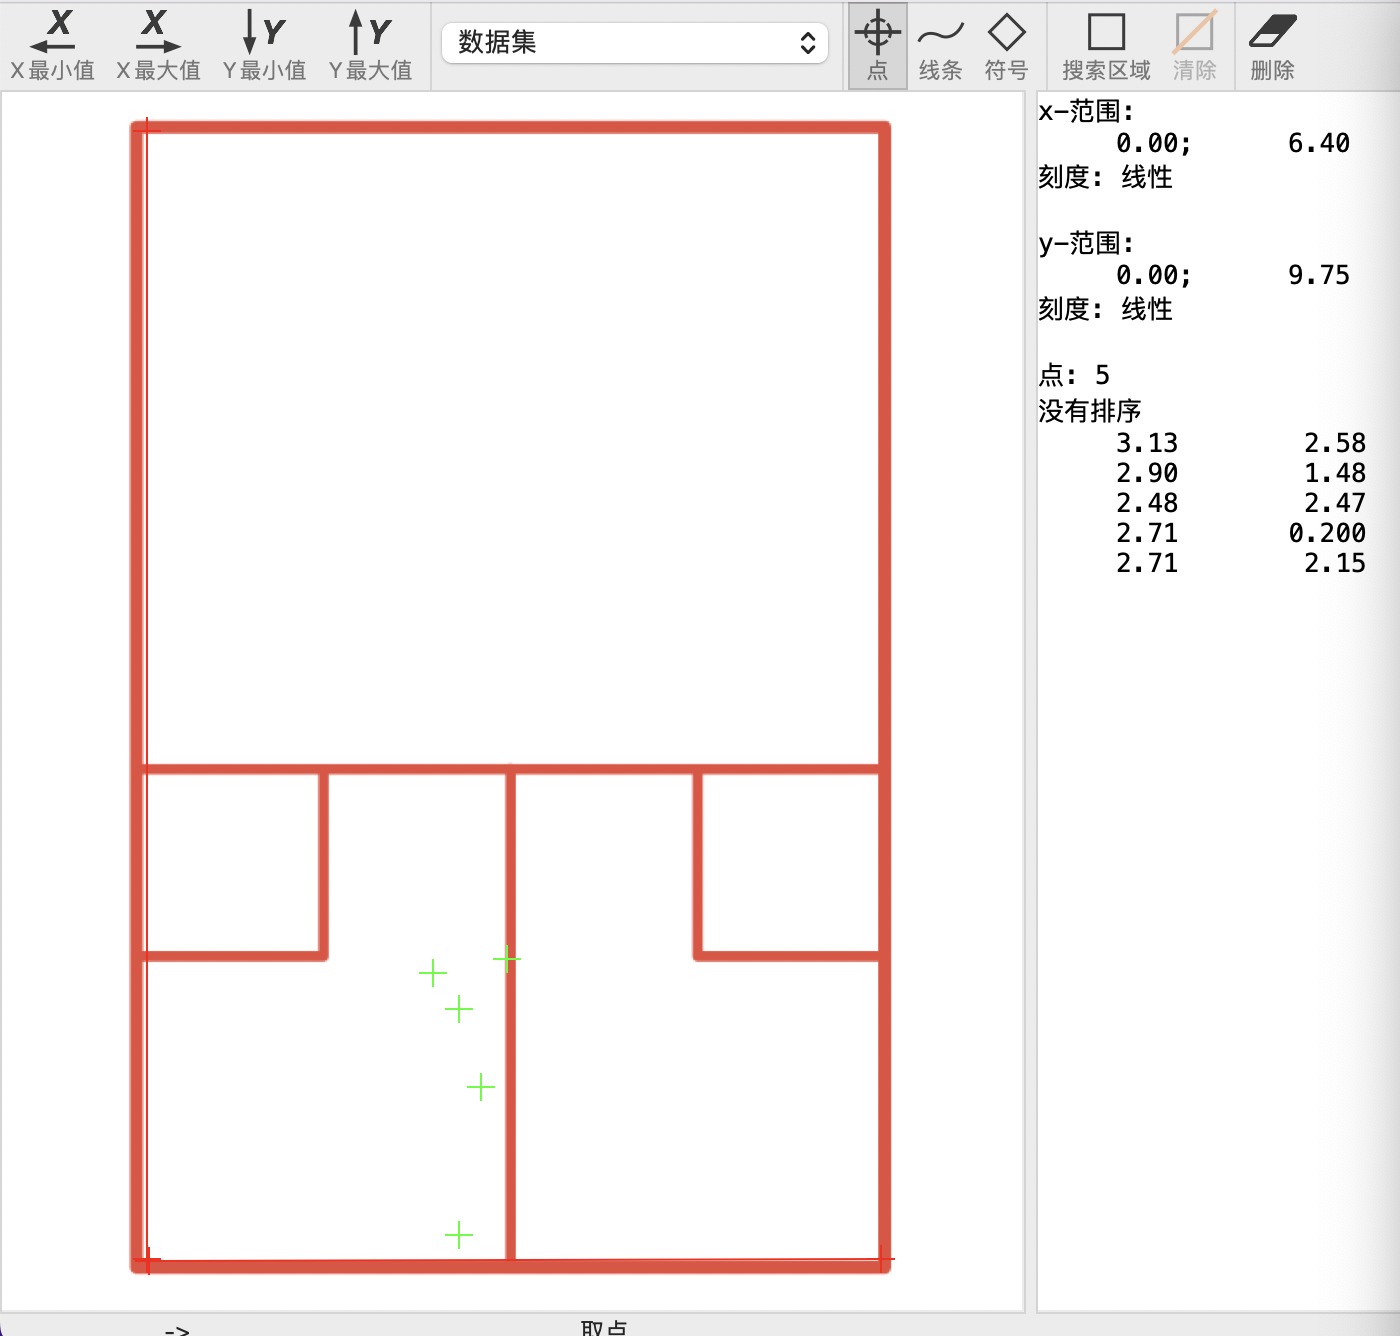 X X Y Y
X 最小值 X 最大值 Y 最小值 Y 最大值
数据集
点 线条 符号 搜索区域 清除 删除
x-范围:
0.00; 6.40
刻度: 线性
y-范围:
0.00; 9.75
刻度: 线性
点: 5
没有排序
3.13 2.58
2.90 1.48
2.48 2.47
2.71 0.200
2.71 2.15
-> 取点